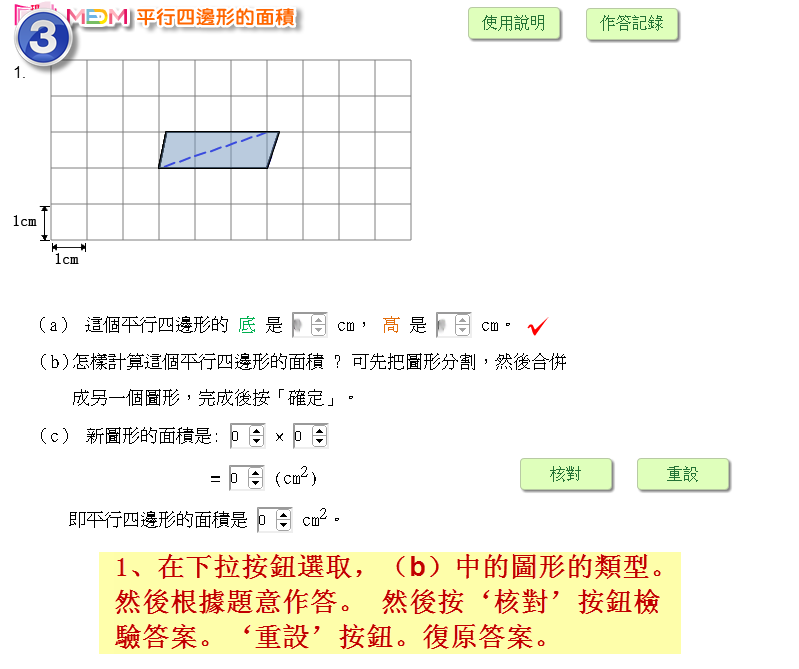 MEDM 平行四邊形的面積
使用說明
作答記錄
3
1.
1cm
1cm
(a) 這個平行四邊形的 底 是 cm, 高 是 cm。
(b)怎樣計算這個平行四邊形的面積 ? 可先把圖形分割,然後合併
成另一個圖形,完成後按「確定」。
(c) 新圖形的面積是: 0 × 0
= 0 (cm²)
核對
重設
即平行四邊形的面積是 0 cm²。
1、在下拉按鈕選取,(b)中的圖形的類型。
然後根據題意作答。 然後按‘核對’按鈕檢
驗答案。‘重設’按鈕。復原答案。